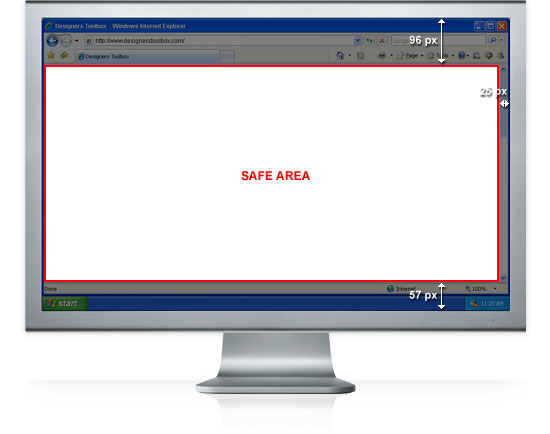 Designers Toolbox - Windows Internet Explorer
96 px
http://www.designerstoolbox.com/
Designers Toolbox
Page
Tools
25 px
SAFE AREA
Done
Internet
100%
57 px
start
11:20 AM